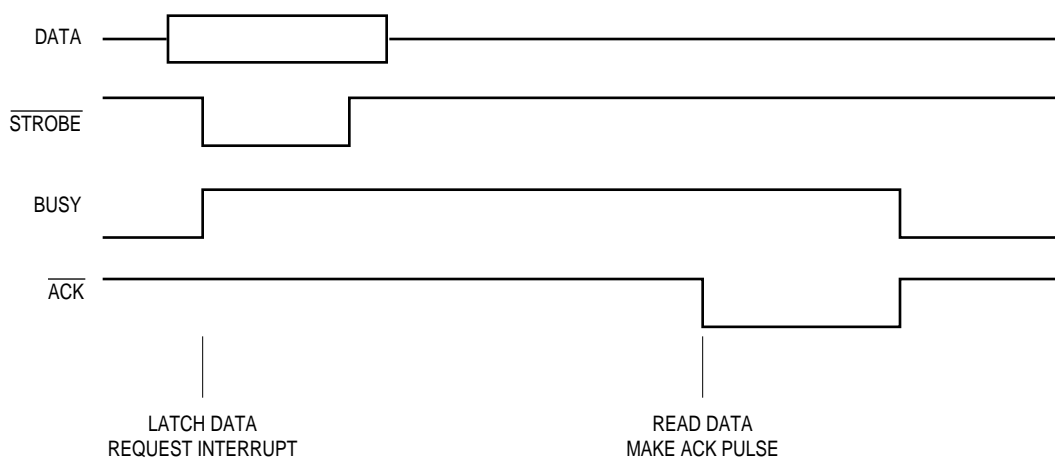 DATA
STROBE
BUSY
ACK
LATCH DATA
REQUEST INTERRUPT
READ DATA
MAKE ACK PULSE